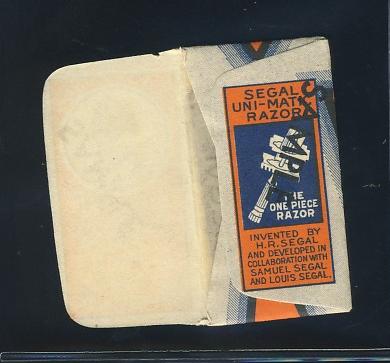 SEGAL
UNI-MATIC
RAZOR
SAMPLE
THE
ONE PIECE
RAZOR
INVENTED BY
H.R.SEGAL
AND DEVELOPED IN
COLLABORATION WITH
SAMUEL SEGAL
AND LOUIS SEGAL.